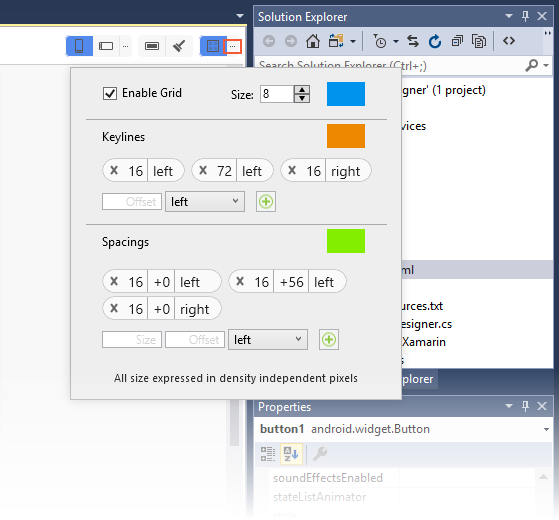 Solution Explorer
Search Solution Explorer (Ctrl+;)
Enable Grid Size: 8
igner' (1 project)
Keylines
vices
16 left 72 left 16 right
Offset left
Spacings
16 +0 left 16 +56 left
ml
16 +0 right
urces.txt
esigner.cs
Size Offset left
Xamarin
s
All size expressed in density independent pixels
xplorer
Properties
button1 android.widget.Button
soundEffectsEnabled
stateListAnimator
style